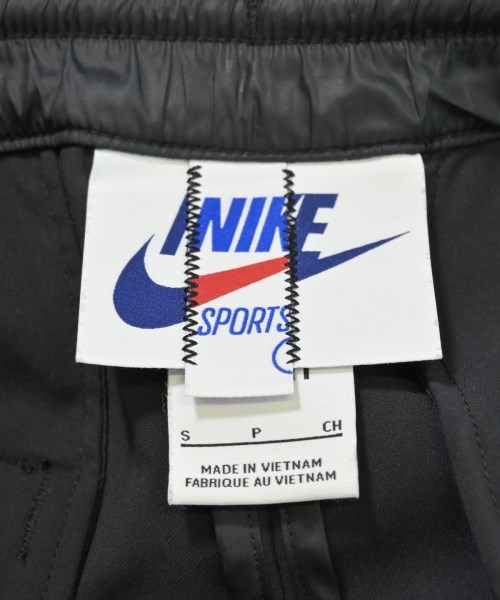 NIKE
SPORTS
S P CH
MADE IN VIETNAM
FABRIQUE AU VIETNAM